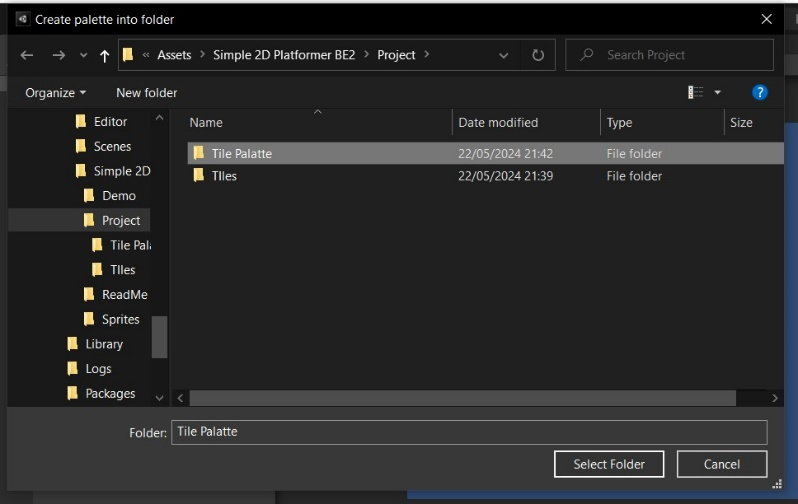 Create palette into folder
« Assets > Simple 2D Platformer BE2 > Project >
Search Project
Organize
New folder
?
Name
Date modified
Type
Size
Tile Palatte
22/05/2024 21:42
File folder
TIles
22/05/2024 21:39
File folder
Editor
Scenes
Simple 2D
Demo
Project
Tile Pala
TIles
ReadMe
Sprites
Library
Logs
Packages
Folder: Tile Palatte
Select Folder
Cancel